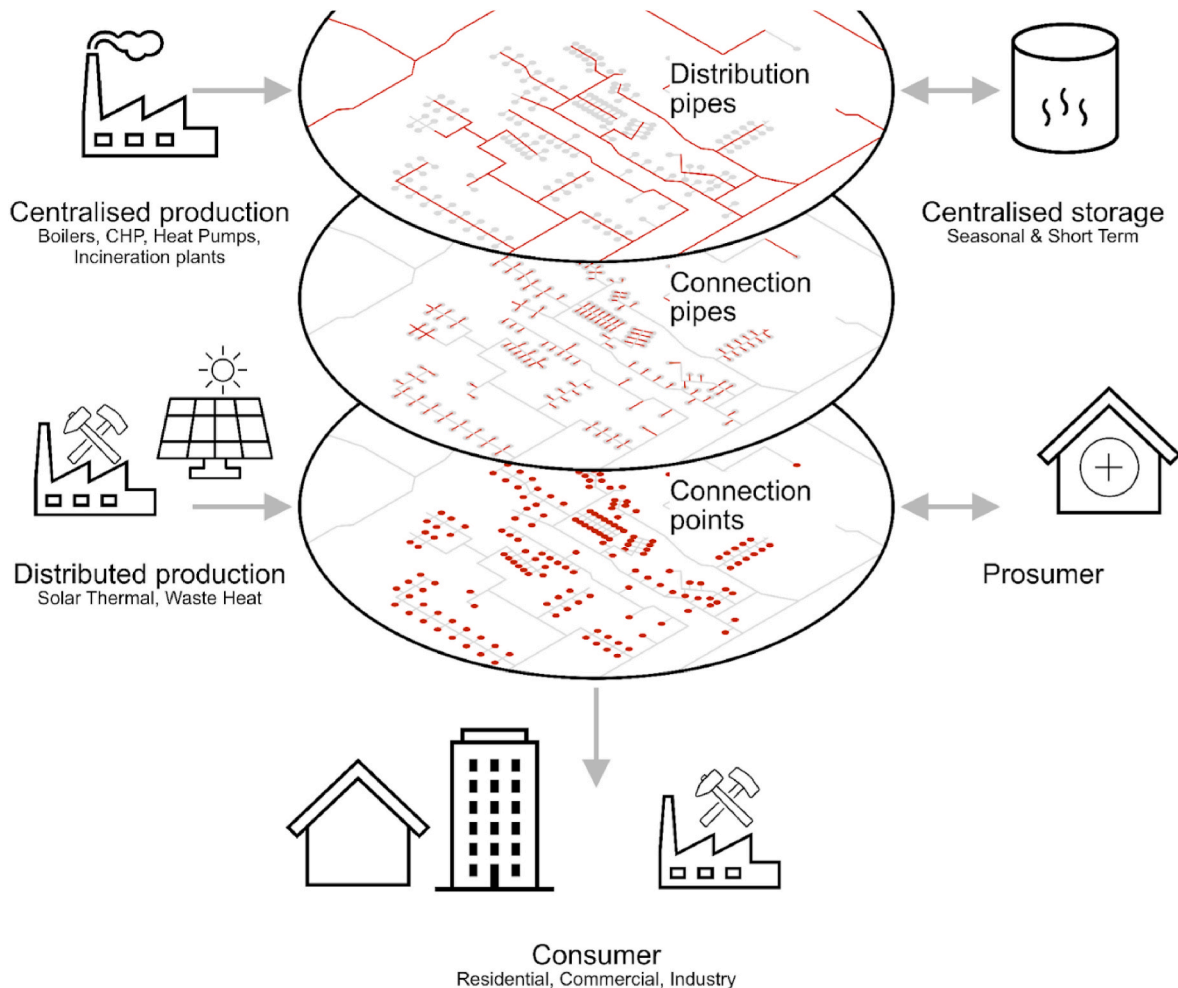 Distribution
pipes
Centralised production
Boilers, CHP, Heat Pumps,
Incineration plants
Centralised storage
Seasonal & Short Term
Connection
pipes
Connection
points
Distributed production
Solar Thermal, Waste Heat
Prosumer
Consumer
Residential, Commercial, Industry